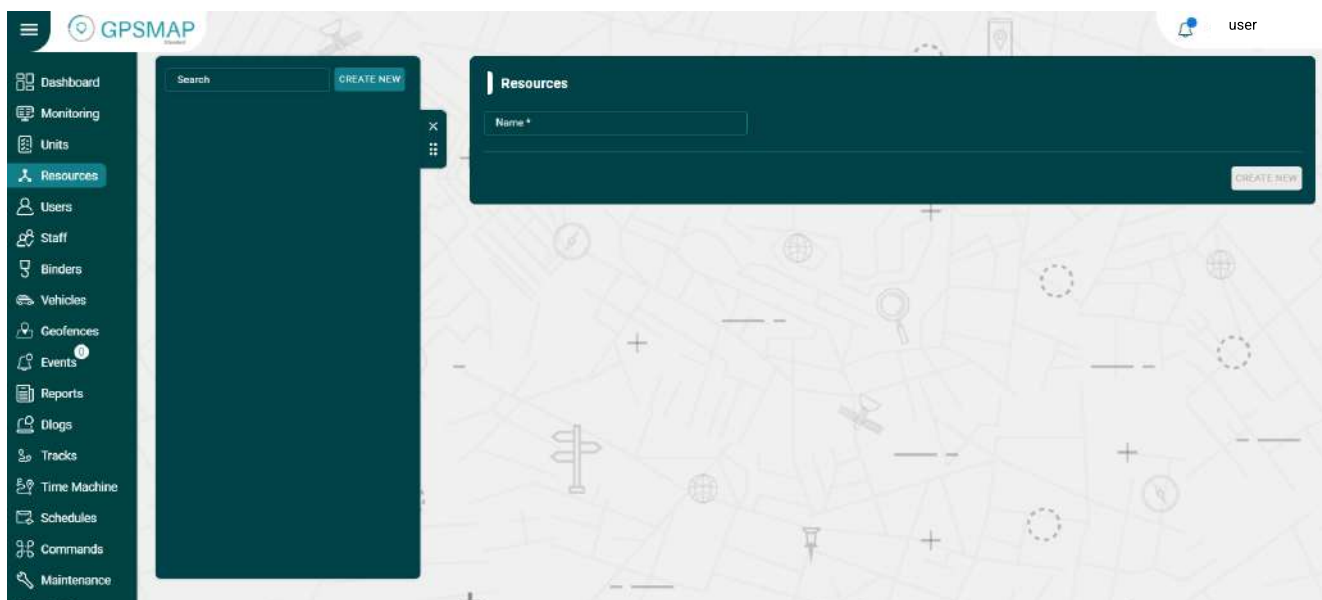 GPSMAP
user
Dashboard
Monitoring
Units
Resources
Users
Staff
Binders
Vehicles
Geofences
Events 0
Reports
Dlogs
Tracks
Time Machine
Schedules
Commands
Maintenance
Search CREATE NEW
Resources
Name *
CREATE NEW